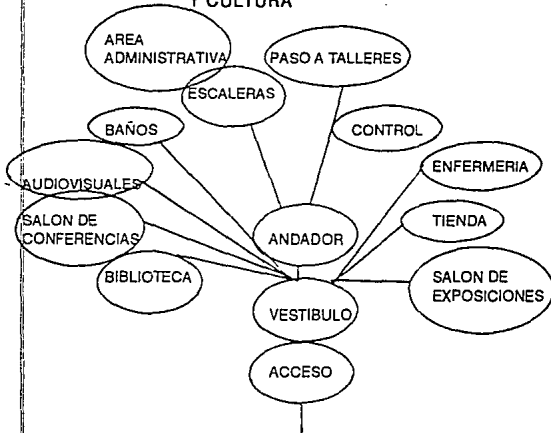 Y CULTURA
AREA
ADMINISTRATIVA
PASO A TALLERES
ESCALERAS
BAÑOS
CONTROL
ENFERMERIA
AUDIOVISUALES
SALON DE
CONFERENCIAS
TIENDA
ANDADOR
BIBLIOTECA
SALON DE
EXPOSICIONES
VESTIBULO
ACCESO